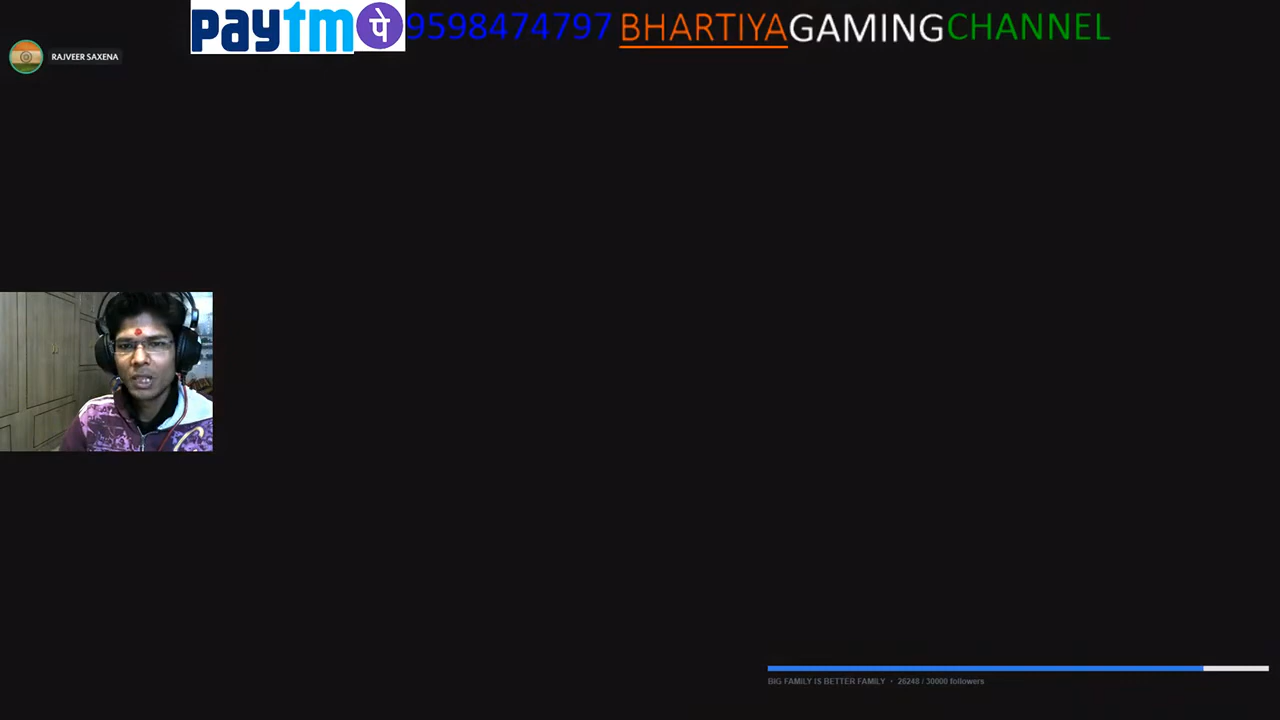 paytm पे 9598474797 BHARTIYAGAMINGCHANNEL
RAJVEER SAXENA
BIG FAMILY IS BETTER FAMILY • 26248 / 30000 followers